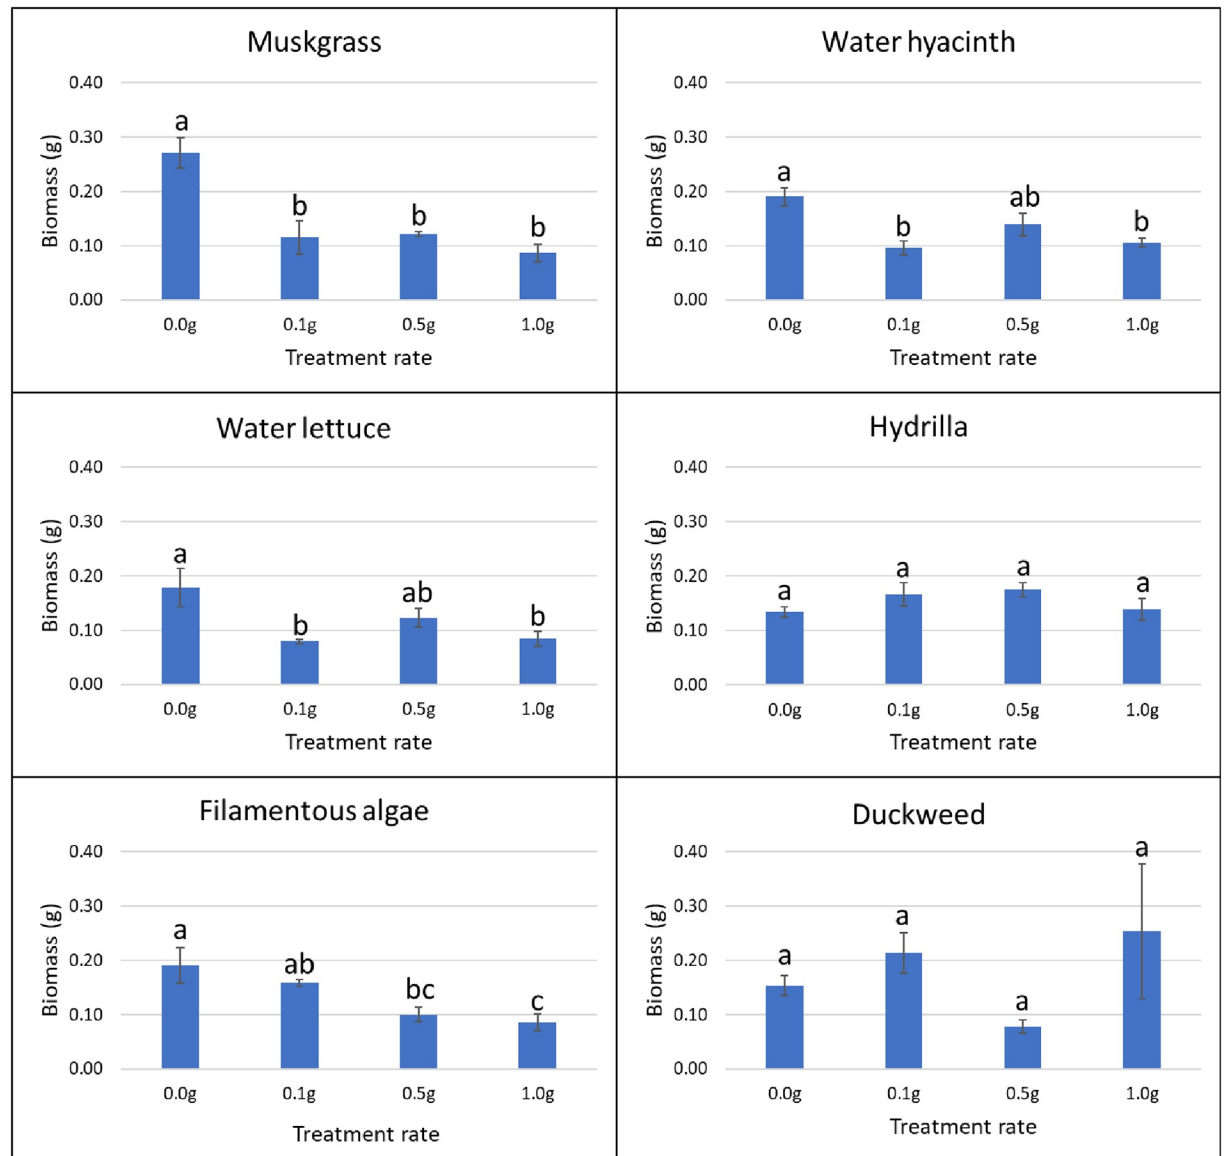 Muskgrass
0.40
a
0.30
b
b
0.20
b
0.10
0.00
Biomass (g)
0.0g 0.1g 0.5g 1.0g
Treatment rate
Water hyacinth
0.40
0.30
a
ab
0.20
b
b
0.10
0.00
Biomass (g)
0.0g 0.1g 0.5g 1.0g
Treatment rate
Water lettuce
0.40
0.30
a
0.20
ab
b
b
0.10
0.00
Biomass (g)
0.0g 0.1g 0.5g 1.0g
Treatment rate
Hydrilla
0.40
0.30
a
a
a
a
0.20
0.10
0.00
Biomass (g)
0.0g 0.1g 0.5g 1.0g
Treatment rate
Filamentous algae
0.40
0.30
a
ab
0.20
bc
c
0.10
0.00
Biomass (g)
0.0g 0.1g 0.5g 1.0g
Treatment rate
Duckweed
0.40
a
0.30
a
a
0.20
a
0.10
0.00
Biomass (g)
0.0g 0.1g 0.5g 1.0g
Treatment rate